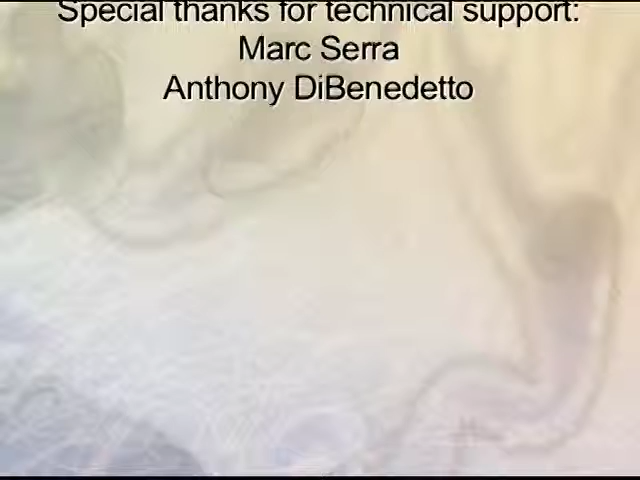 Special thanks for technical support:
Marc Serra
Anthony DiBenedetto